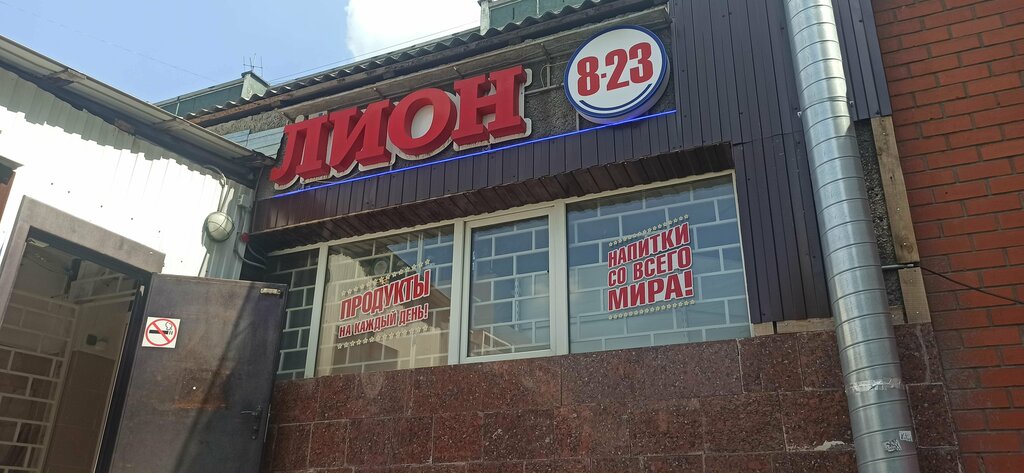 ЛИОН
8-23
ПРОДУКТЫ
НА КАЖДЫЙ ДЕНЬ!
НАПИТКИ
СО ВСЕГО
МИРА!